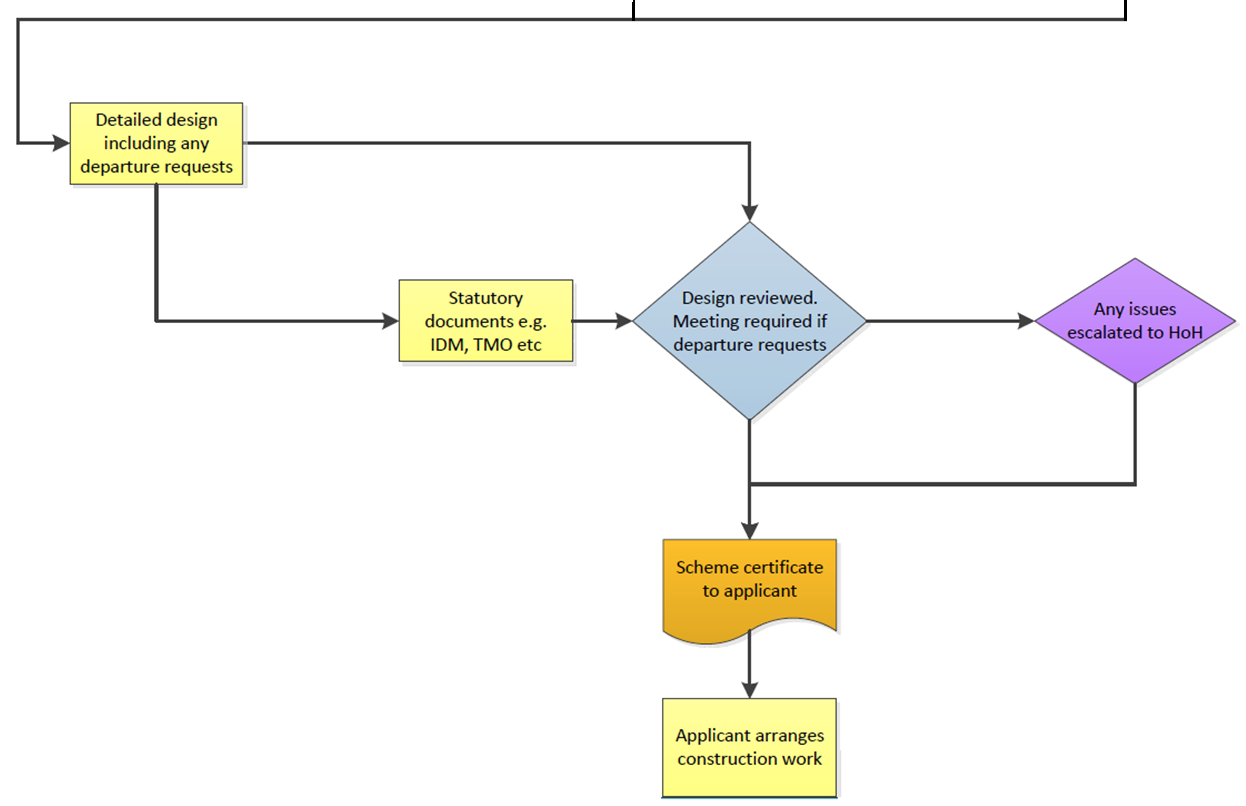 Detailed design
including any
departure requests
Statutory
documents e.g.
IDM, TMO etc
Design reviewed.
Meeting required if
departure requests
Any issues
escalated to HoH
Scheme certificate
to applicant
Applicant arranges
construction work